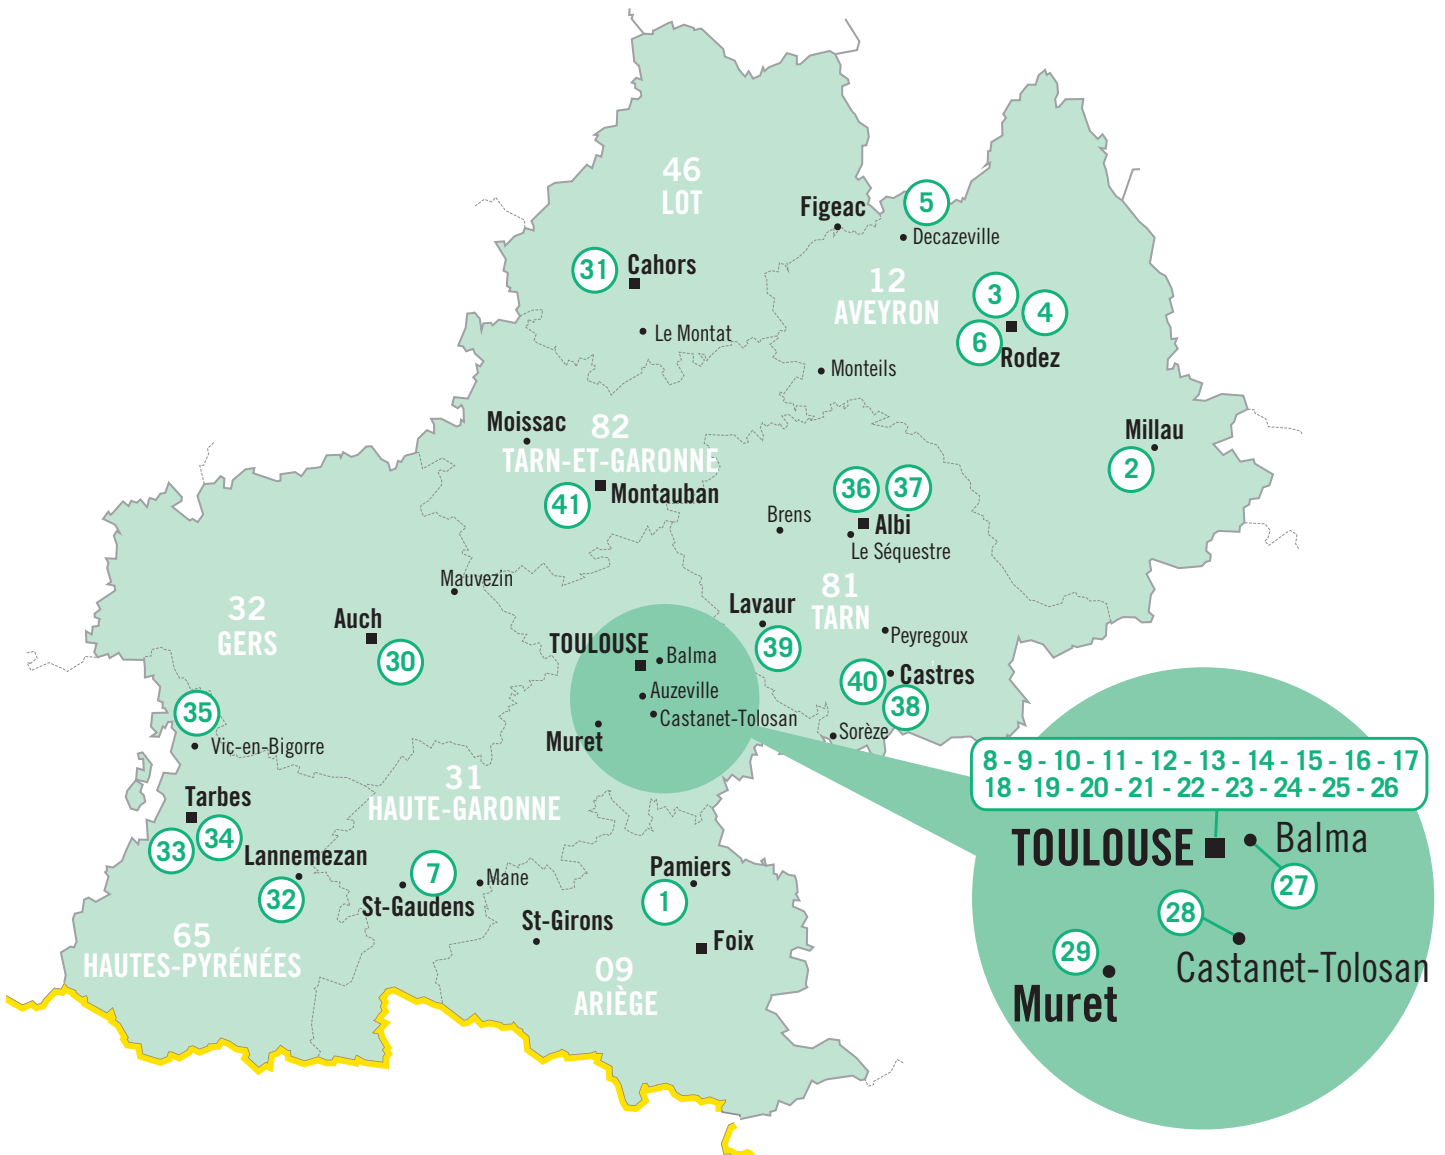 46
LOT
Figeac
5
Decazeville
31
Cahors
12
AVEYRON
3
4
6
Rodez
Le Montat
Monteils
Moissac
82
TARN-ET-GARONNE
41
Montauban
Millau
2
36
37
Brens
Albi
Le Séquestre
Mauvezin
81
TARN
32
GERS
Auch
30
Lavaur
39
Peyregoux
TOULOUSE
Balma
Auzeville
Castanet-Tolosan
Muret
40
Castres
38
Sorèze
35
Vic-en-Bigorre
31
HAUTE-GARONNE
Tarbes
33
34
Lannemezan
32
7
St-Gaudens
Mane
Pamiers
1
St-Girons
Foix
65
HAUTES-PYRÉNÉES
09
ARIÈGE
8 - 9 - 10 - 11 - 12 - 13 - 14 - 15 - 16 - 17
18 - 19 - 20 - 21 - 22 - 23 - 24 - 25 - 26
TOULOUSE
Balma
27
28
Castanet-Tolosan
29
Muret